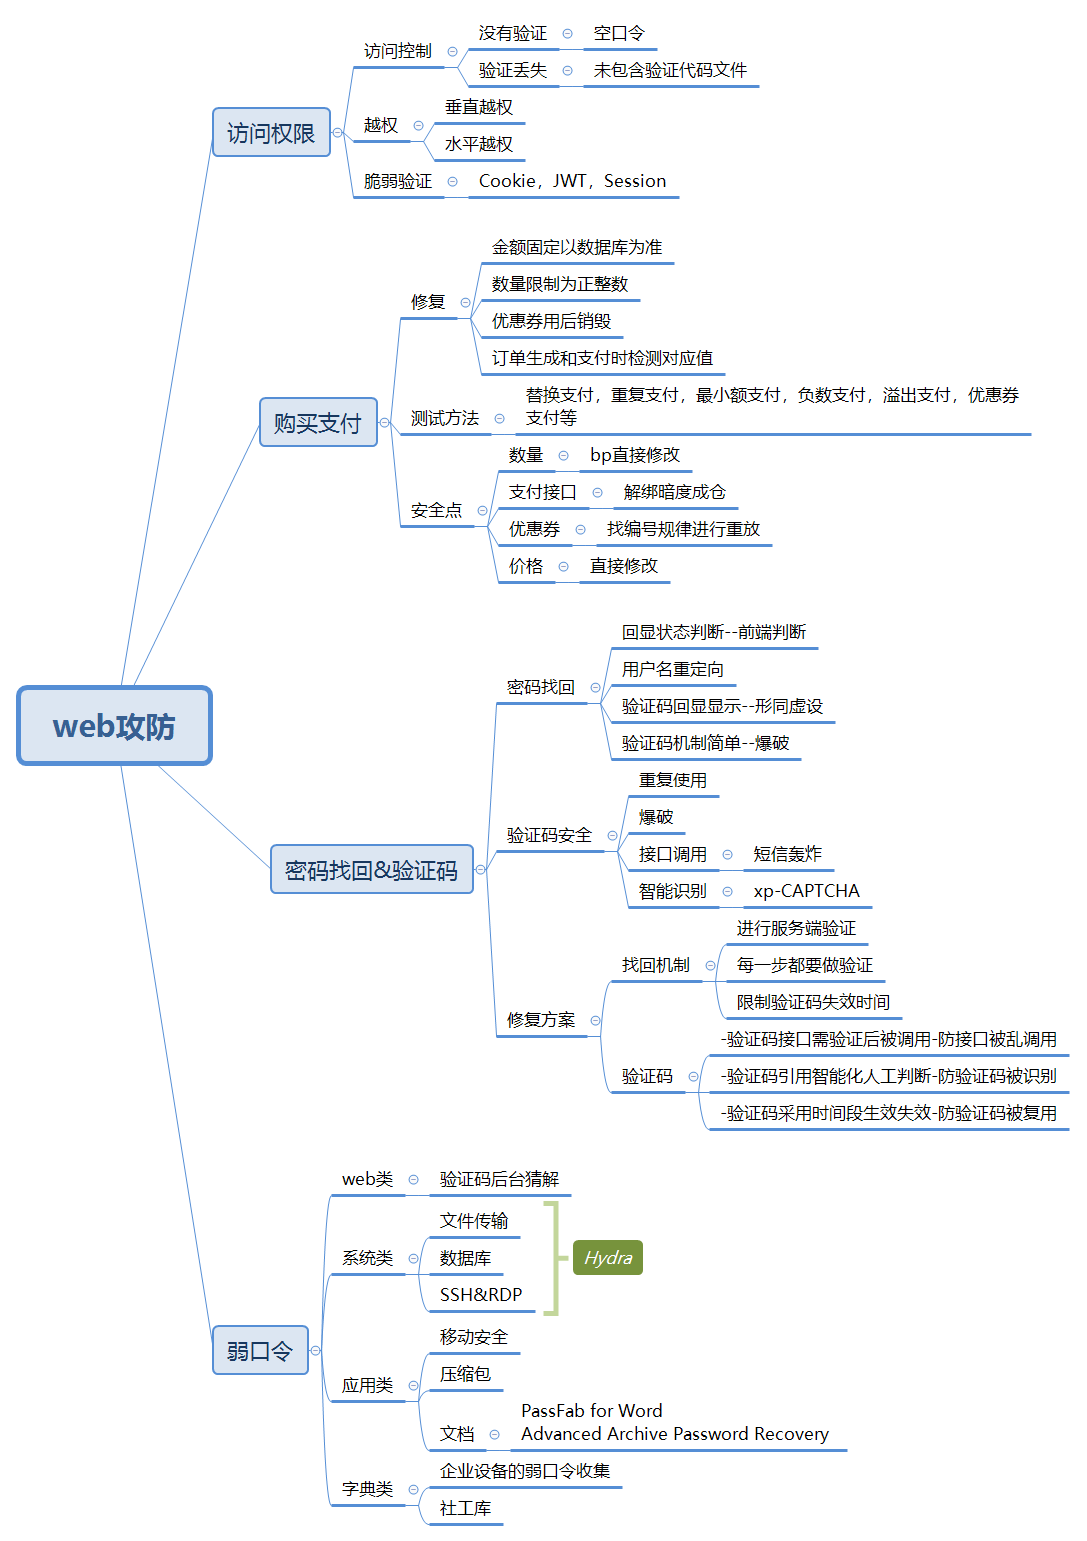 web攻防
访问权限
访问控制
没有验证
空口令
验证丢失
未包含验证代码文件
越权
垂直越权
水平越权
脆弱验证
Cookie，JWT，Session
购买支付
修复
金额固定以数据库为准
数量限制为正整数
优惠券用后销毁
订单生成和支付时检测对应值
测试方法
替换支付，重复支付，最小额支付，负数支付，溢出支付，优惠券
支付等
安全点
数量
bp直接修改
支付接口
解绑暗度成仓
优惠券
找编号规律进行重放
价格
直接修改
密码找回&验证码
密码找回
回显状态判断--前端判断
用户名重定向
验证码回显显示--形同虚设
验证码机制简单--爆破
验证码安全
重复使用
爆破
接口调用
短信轰炸
智能识别
xp-CAPTCHA
修复方案
找回机制
进行服务端验证
每一步都要做验证
限制验证码失效时间
验证码
-验证码接口需验证后被调用-防接口被乱调用
-验证码引用智能化人工判断-防验证码被识别
-验证码采用时间段生效失效-防验证码被复用
弱口令
web类
验证码后台猜解
系统类
文件传输
数据库
SSH&RDP
Hydra
应用类
移动安全
压缩包
文档
PassFab for Word
Advanced Archive Password Recovery
字典类
企业设备的弱口令收集
社工库